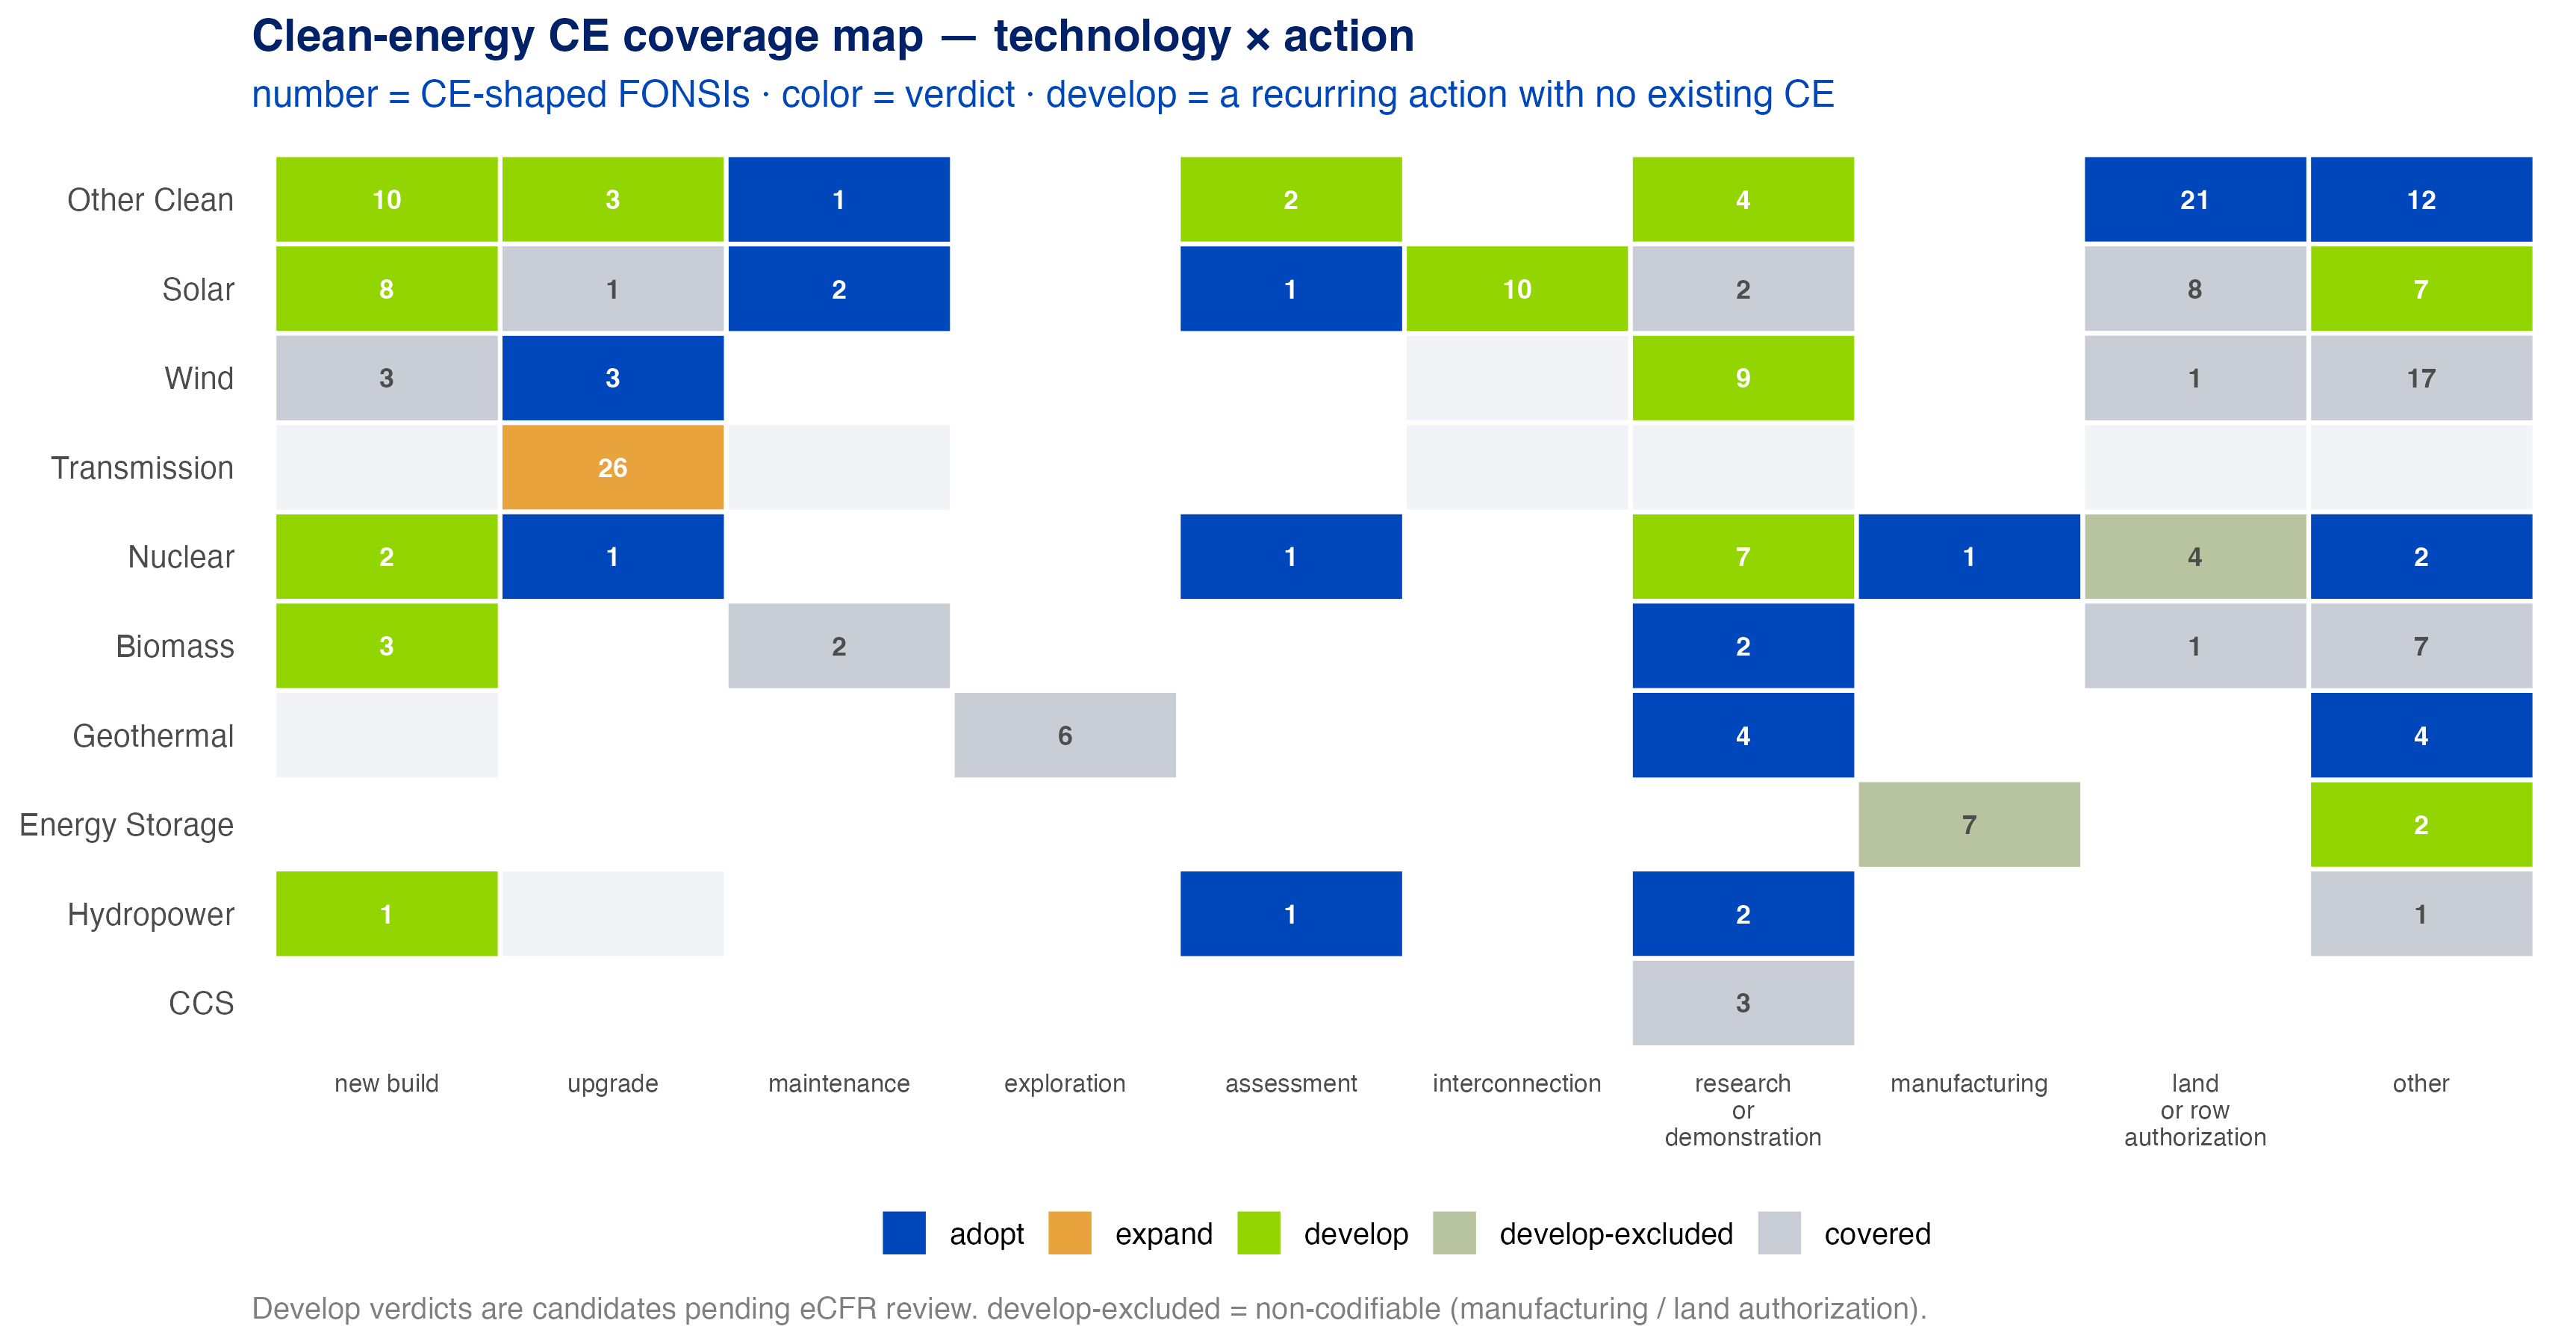 Clean-energy CE coverage map — technology × action
number = CE-shaped FONSIs · color = verdict · develop = a recurring action with no existing CE
Other Clean 10 3 1 2 4 21 12
Solar 8 1 2 1 10 2 8 7
Wind 3 3 9 1 17
Transmission 26
Nuclear 2 1 1 7 1 4 2
Biomass 3 2 2 1 7
Geothermal 6 4 4
Energy Storage 7 2
Hydropower 1 1 2 1
CCS 3
new build upgrade maintenance exploration assessment interconnection research manufacturing land other
or or row
demonstration authorization
adopt expand develop develop-excluded covered
Develop verdicts are candidates pending eCFR review. develop-excluded = non-codifiable (manufacturing / land authorization).